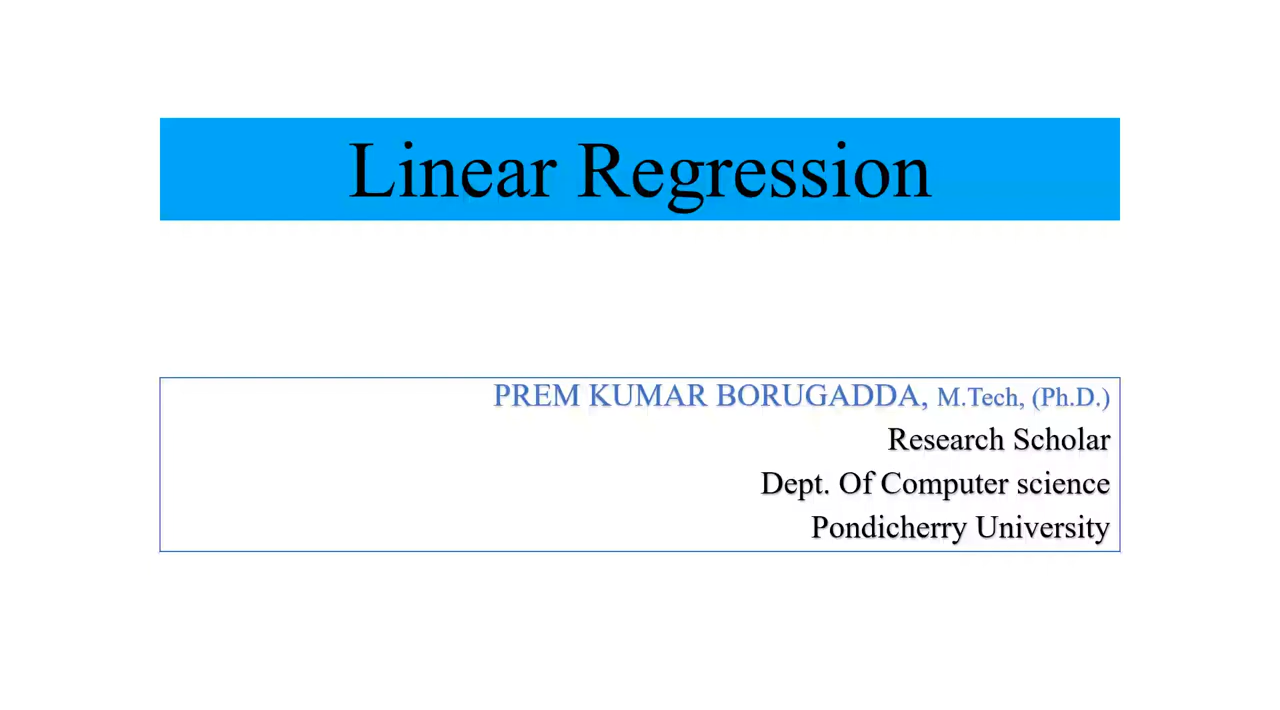 Linear Regression
PREM KUMAR BORUGADDA, M.Tech, (Ph.D.)
Research Scholar
Dept. Of Computer science
Pondicherry University